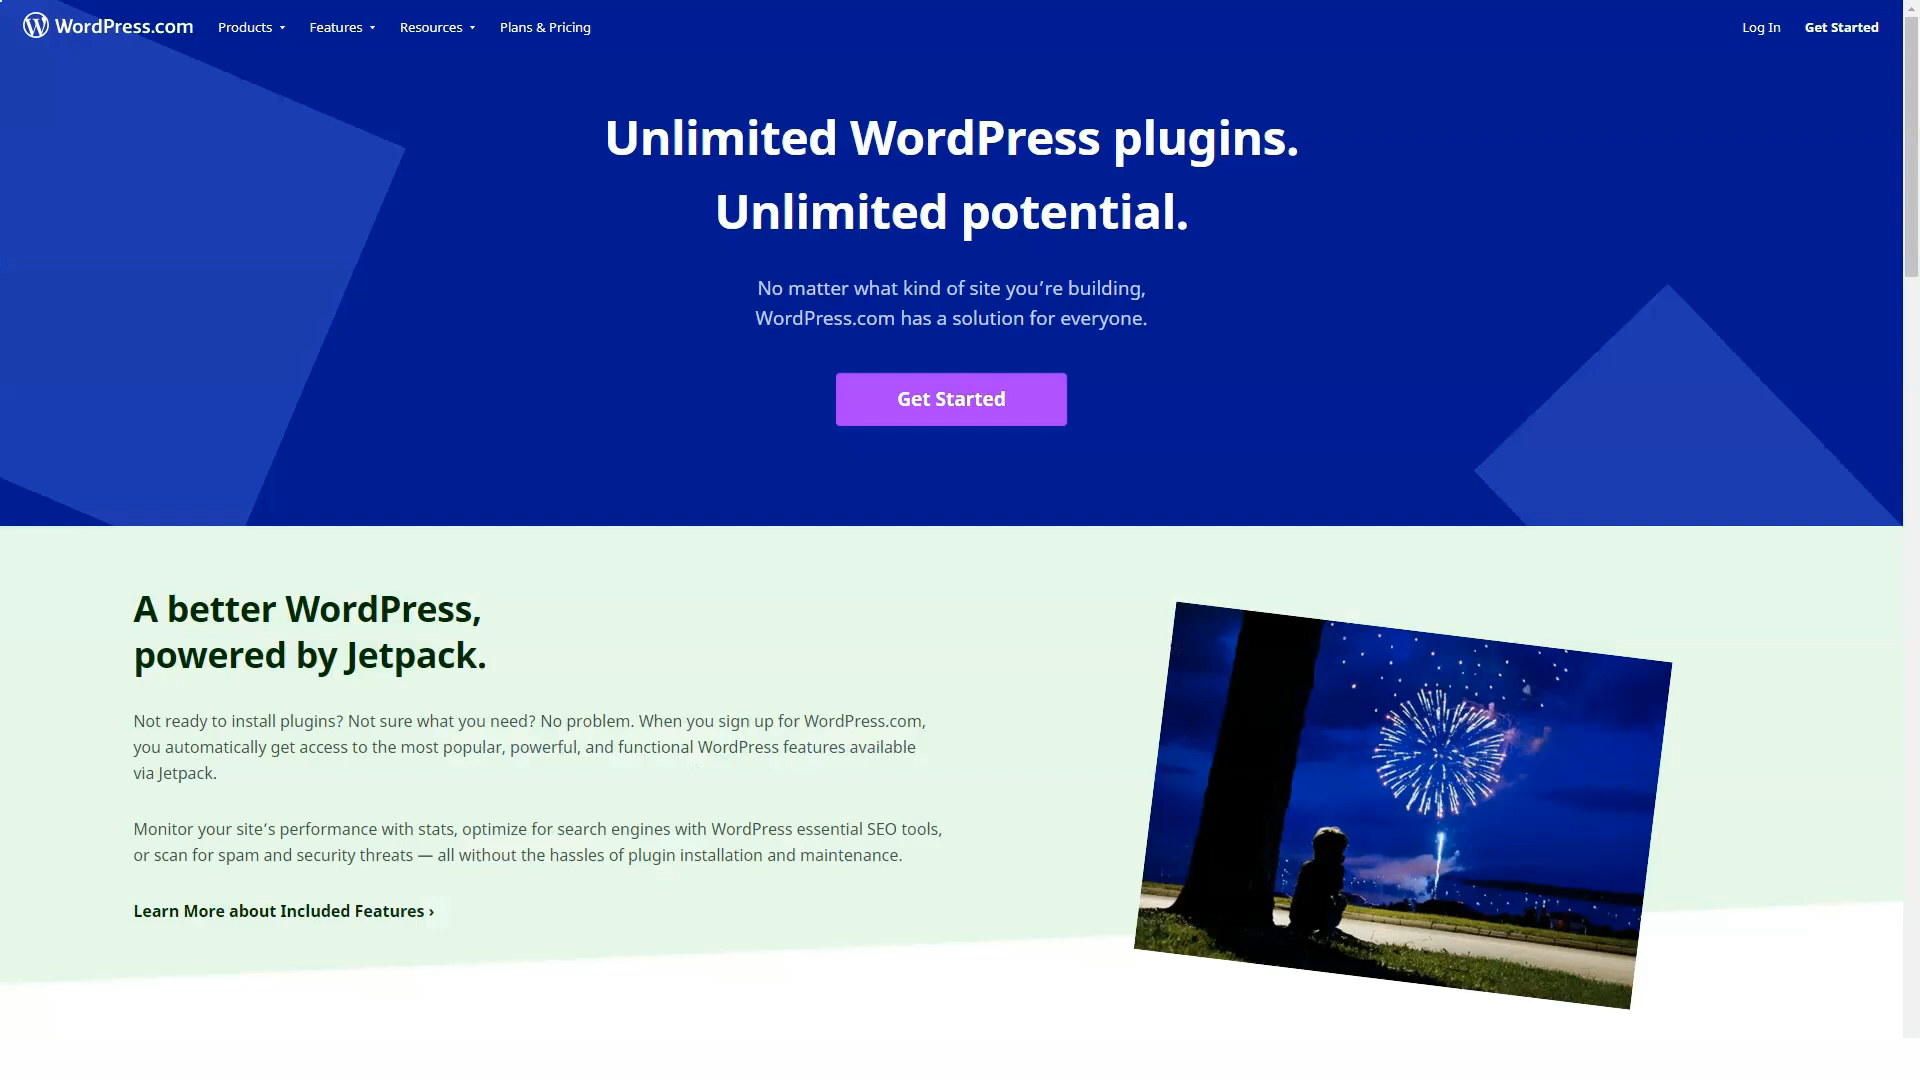 WordPress.com Products Features Resources Plans & Pricing Log In Get Started
Unlimited WordPress plugins.
Unlimited potential.
No matter what kind of site you’re building,
WordPress.com has a solution for everyone.
Get Started
A better WordPress,
powered by Jetpack.
Not ready to install plugins? Not sure what you need? No problem. When you sign up for WordPress.com,
you automatically get access to the most popular, powerful, and functional WordPress features available
via Jetpack.
Monitor your site’s performance with stats, optimize for search engines with WordPress essential SEO tools,
or scan for spam and security threats — all without the hassles of plugin installation and maintenance.
Learn More about Included Features ›